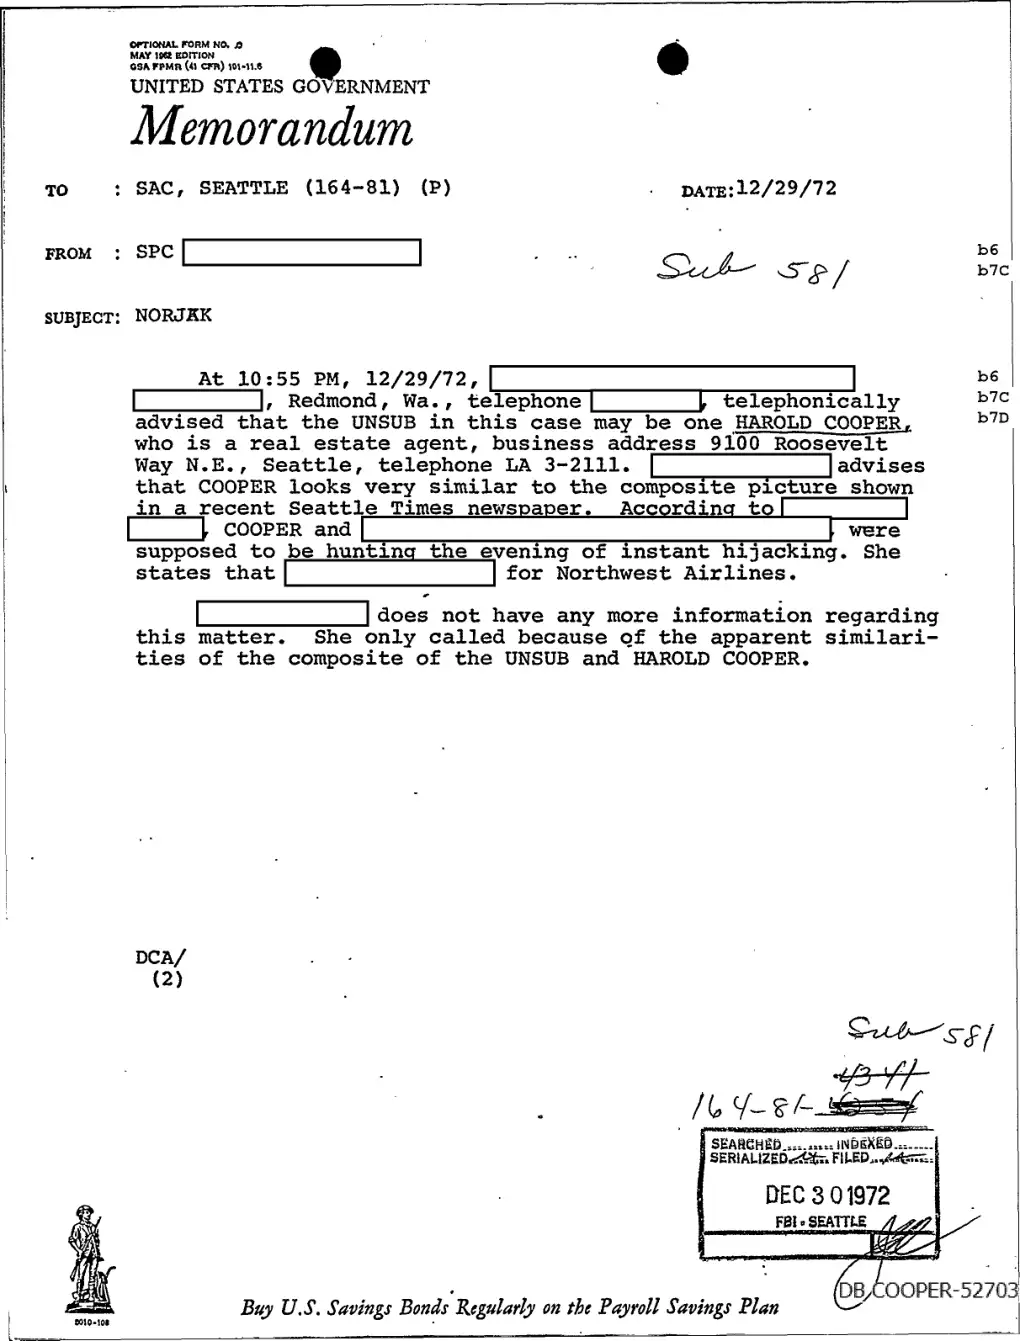 OPTIONAL FORM NO. 10
MAY 1962 EDITION
GSA FPMR (41 CFR) 101-11.6
UNITED STATES GOVERNMENT
Memorandum
TO : SAC, SEATTLE (164-81) (P) DATE: 12/29/72
FROM : SPC b6
Sub 581 b7C
SUBJECT: NORJAK
At 10:55 PM, 12/29/72, b6
, Redmond, Wa., telephone , telephonically b7C
advised that the UNSUB in this case may be one HAROLD COOPER, b7D
who is a real estate agent, business address 9100 Roosevelt
Way N.E., Seattle, telephone LA 3-2111. advises
that COOPER looks very similar to the composite picture shown
in a recent Seattle Times newspaper. According to
, COOPER and , were
supposed to be hunting the evening of instant hijacking. She
states that for Northwest Airlines.
does not have any more information regarding
this matter. She only called because of the apparent similari-
ties of the composite of the UNSUB and HAROLD COOPER.
DCA/
(2)
Sub 581
4341
164-81-
SEARCHED INDEXED
SERIALIZED FILED
DEC 30 1972
FBI - SEATTLE
DB COOPER-52703
Buy U.S. Savings Bonds Regularly on the Payroll Savings Plan
5010-108